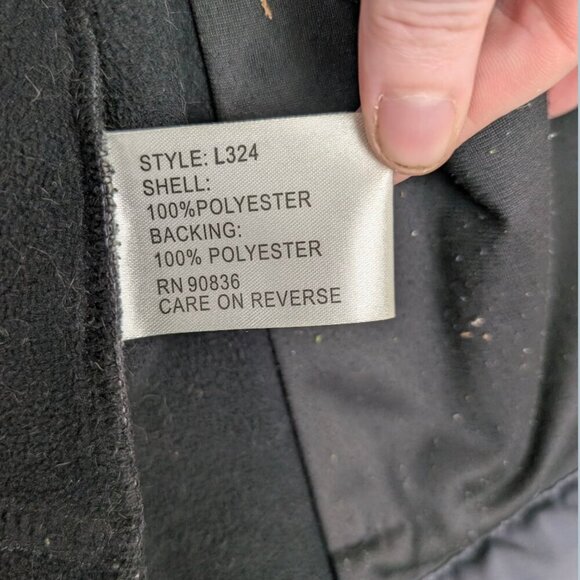 STYLE: L324
SHELL:
100%POLYESTER
BACKING:
100% POLYESTER
RN 90836
CARE ON REVERSE